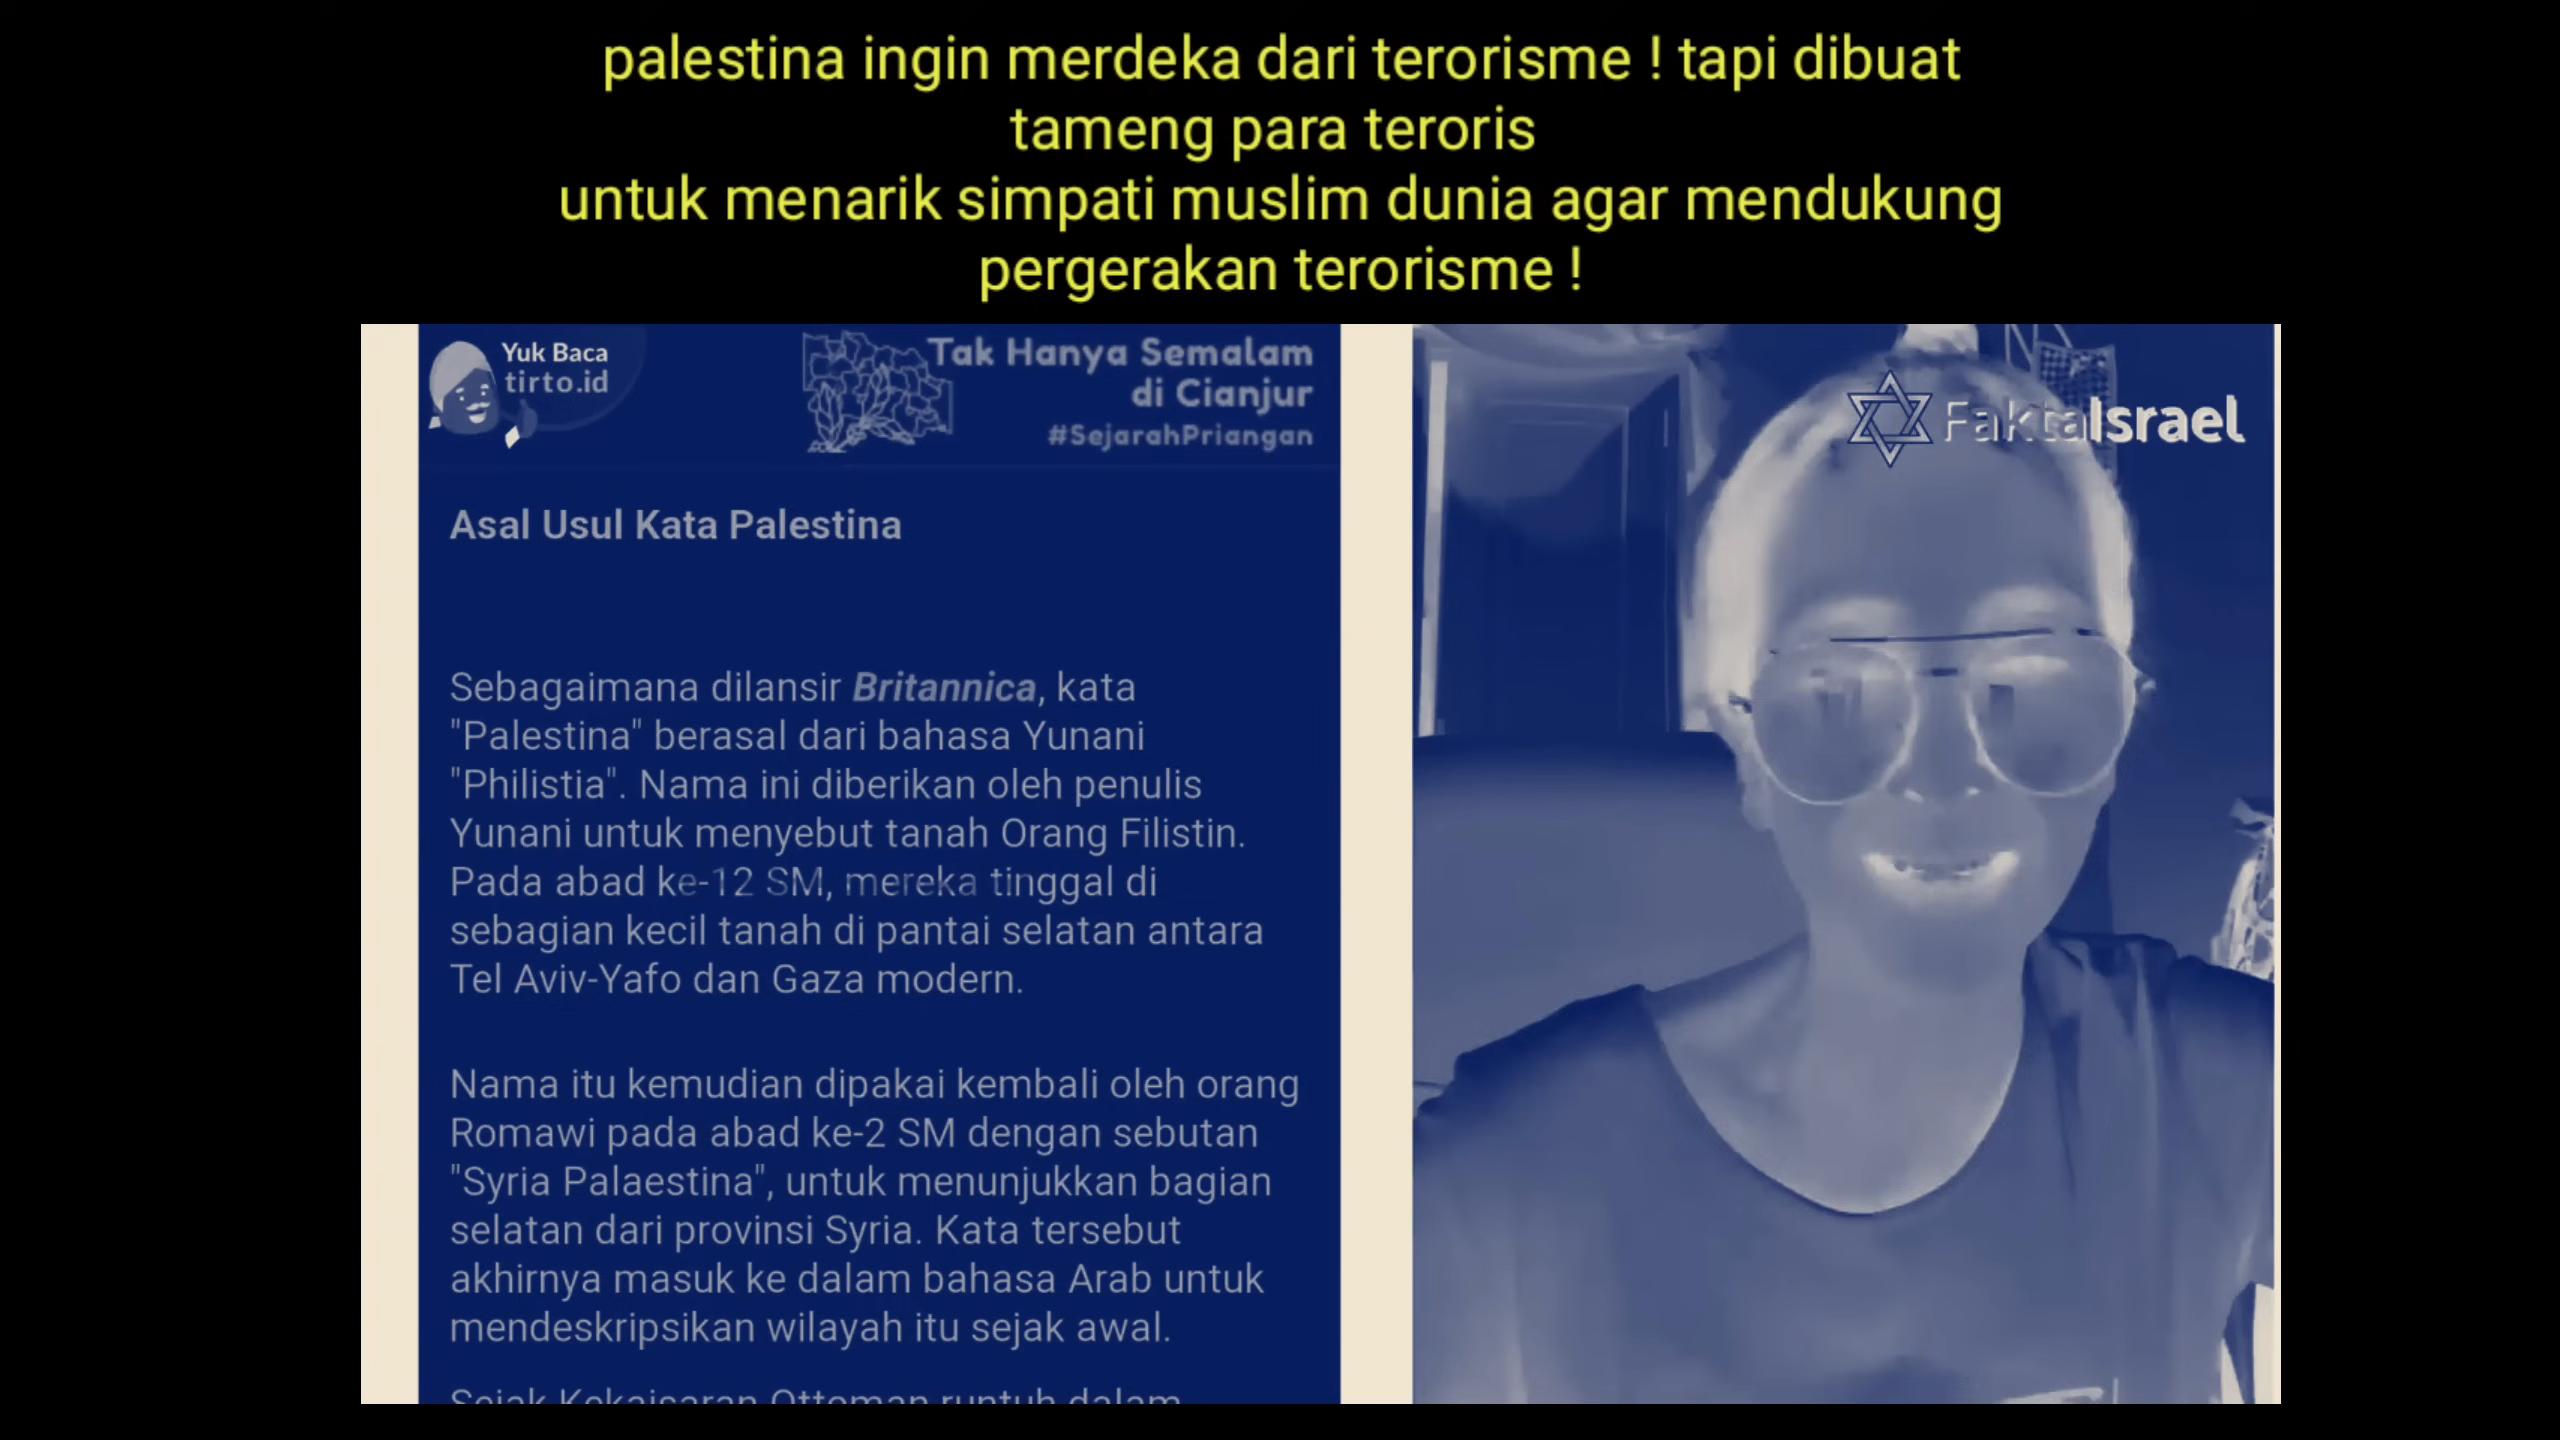 palestina ingin merdeka dari terorisme ! tapi dibuat
tameng para teroris
untuk menarik simpati muslim dunia agar mendukung
pergerakan terorisme !
Yuk Baca
tirto.id
Tak Hanya Semalam
di Cianjur
#SejarahPriangan
FaktaIsrael
Asal Usul Kata Palestina
Sebagaimana dilansir Britannica, kata
"Palestina" berasal dari bahasa Yunani
"Philistia". Nama ini diberikan oleh penulis
Yunani untuk menyebut tanah Orang Filistin.
Pada abad ke-12 SM, mereka tinggal di
sebagian kecil tanah di pantai selatan antara
Tel Aviv-Yafo dan Gaza modern.
Nama itu kemudian dipakai kembali oleh orang
Romawi pada abad ke-2 SM dengan sebutan
"Syria Palaestina", untuk menunjukkan bagian
selatan dari provinsi Syria. Kata tersebut
akhirnya masuk ke dalam bahasa Arab untuk
mendeskripsikan wilayah itu sejak awal.
Sejak Kekaisaran Ottoman runtuh dalam